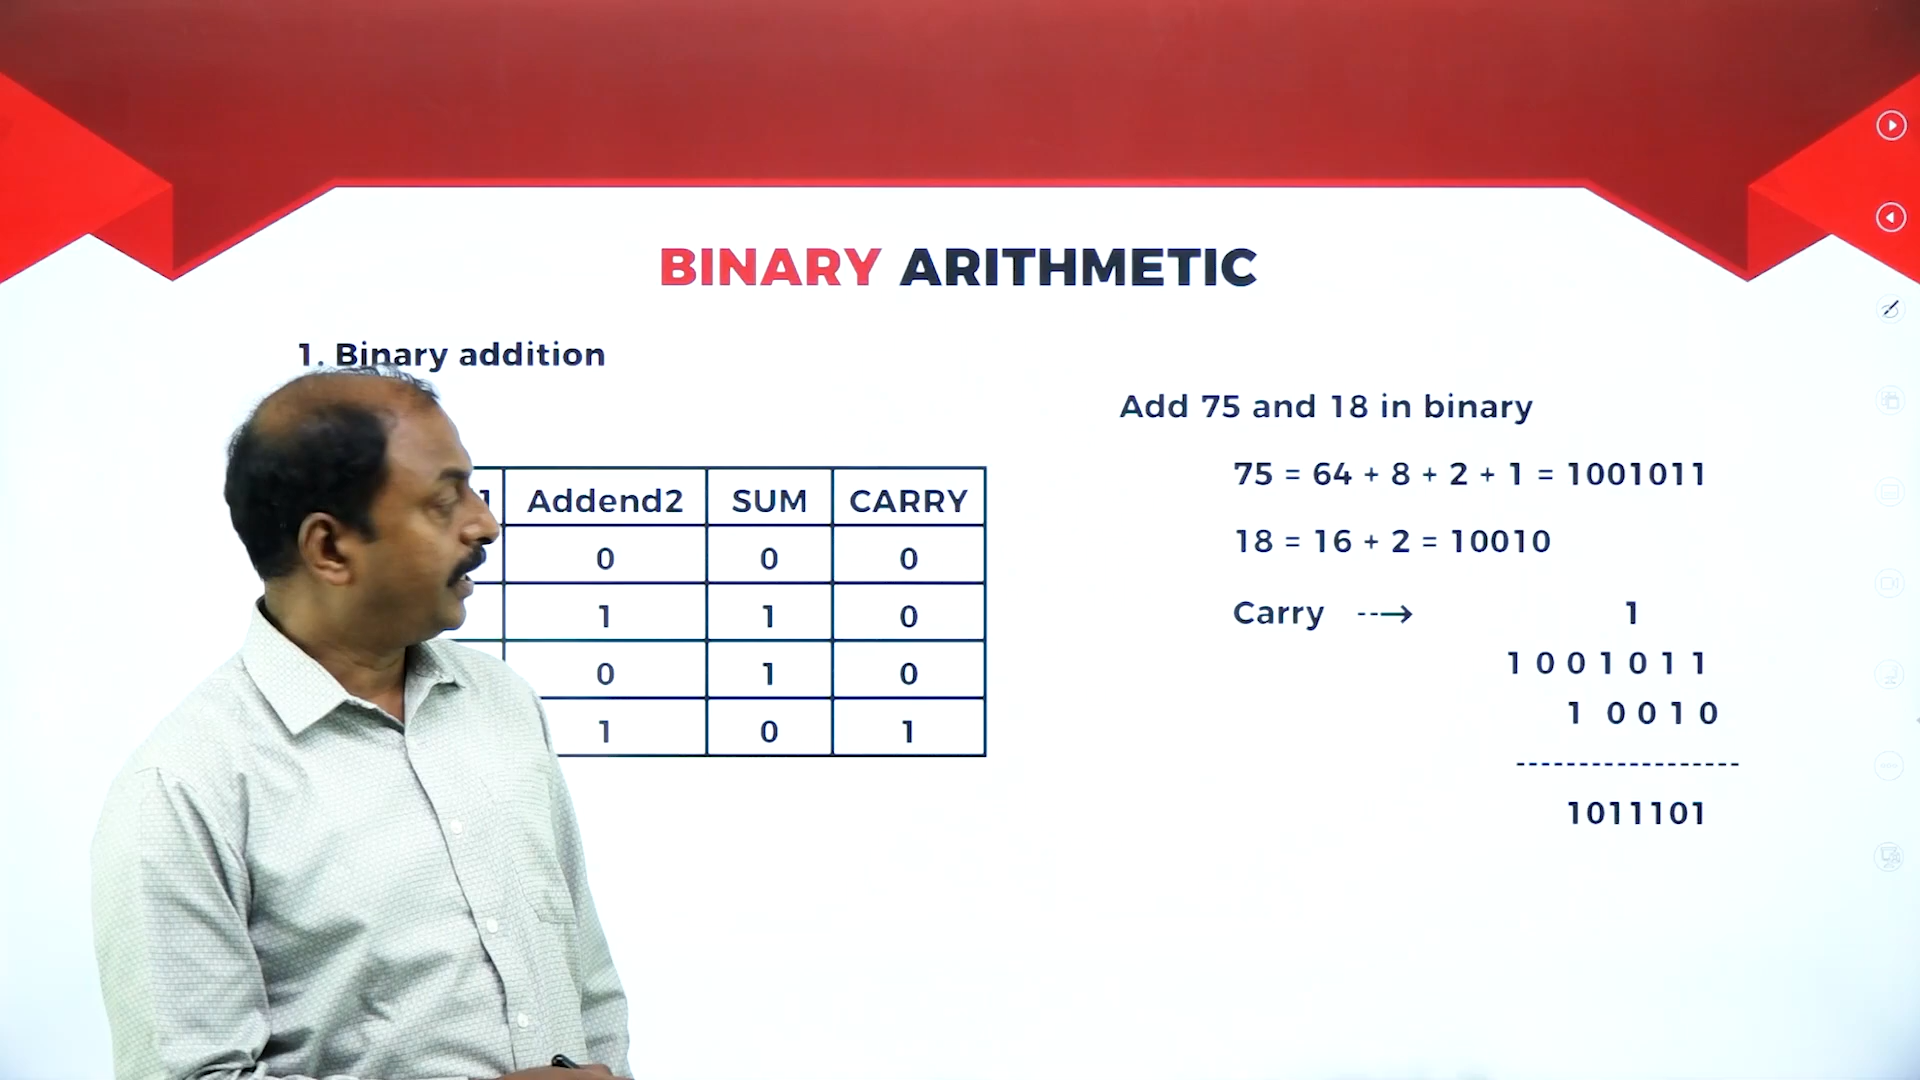 BINARY ARITHMETIC
1. Binary addition
1 Addend2 SUM CARRY
0 0 0
1 1 0
0 1 0
1 0 1
Add 75 and 18 in binary
75 = 64 + 8 + 2 + 1 = 1001011
18 = 16 + 2 = 10010
Carry --→ 1
1 0 0 1 0 1 1
1 0 0 1 0
------------------
1011101